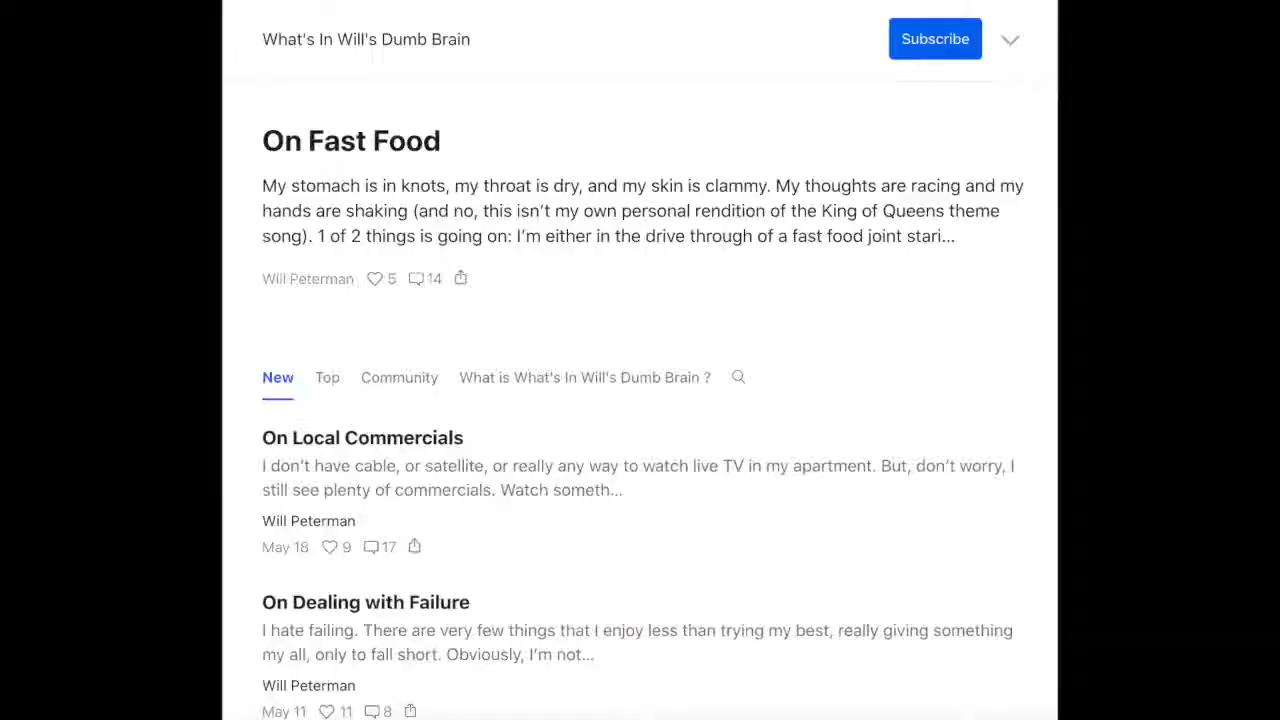 What's In Will's Dumb Brain
Subscribe
On Fast Food
My stomach is in knots, my throat is dry, and my skin is clammy. My thoughts are racing and my
hands are shaking (and no, this isn't my own personal rendition of the King of Queens theme
song). 1 of 2 things is going on: I'm either in the drive through of a fast food joint stari...
Will Peterman 5 14
New Top Community What is What's In Will's Dumb Brain ?
On Local Commercials
I don't have cable, or satellite, or really any way to watch live TV in my apartment. But, don't worry, I
still see plenty of commercials. Watch someth...
Will Peterman
May 18 9 17
On Dealing with Failure
I hate failing. There are very few things that I enjoy less than trying my best, really giving something
my all, only to fall short. Obviously, I'm not...
Will Peterman
May 11 11 8